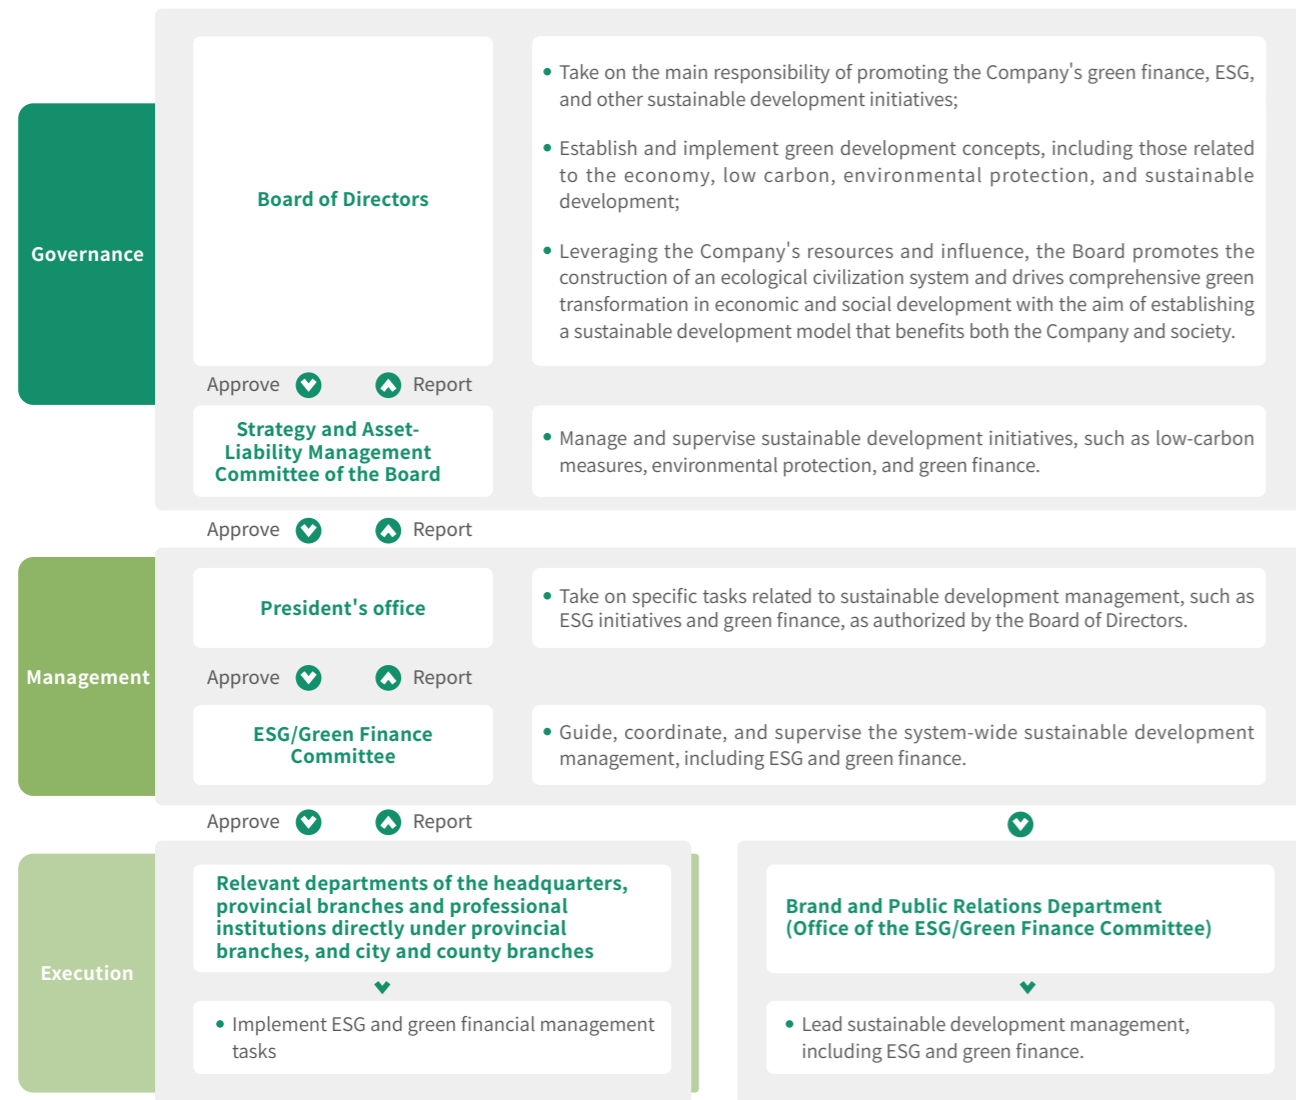 Governance
Board of Directors
• Take on the main responsibility of promoting the Company's green finance, ESG,
and other sustainable development initiatives;
• Establish and implement green development concepts, including those related
to the economy, low carbon, environmental protection, and sustainable
development;
• Leveraging the Company's resources and influence, the Board promotes the
construction of an ecological civilization system and drives comprehensive green
transformation in economic and social development with the aim of establishing
a sustainable development model that benefits both the Company and society.
Approve Report
Strategy and Asset-
Liability Management
Committee of the Board
• Manage and supervise sustainable development initiatives, such as low-carbon
measures, environmental protection, and green finance.
Approve Report
Management
President's office
• Take on specific tasks related to sustainable development management, such as
ESG initiatives and green finance, as authorized by the Board of Directors.
Approve Report
ESG/Green Finance
Committee
• Guide, coordinate, and supervise the system-wide sustainable development
management, including ESG and green finance.
Approve Report
Execution
Relevant departments of the headquarters,
provincial branches and professional
institutions directly under provincial
branches, and city and county branches
• Implement ESG and green financial management
tasks
Brand and Public Relations Department
(Office of the ESG/Green Finance Committee)
• Lead sustainable development management,
including ESG and green finance.